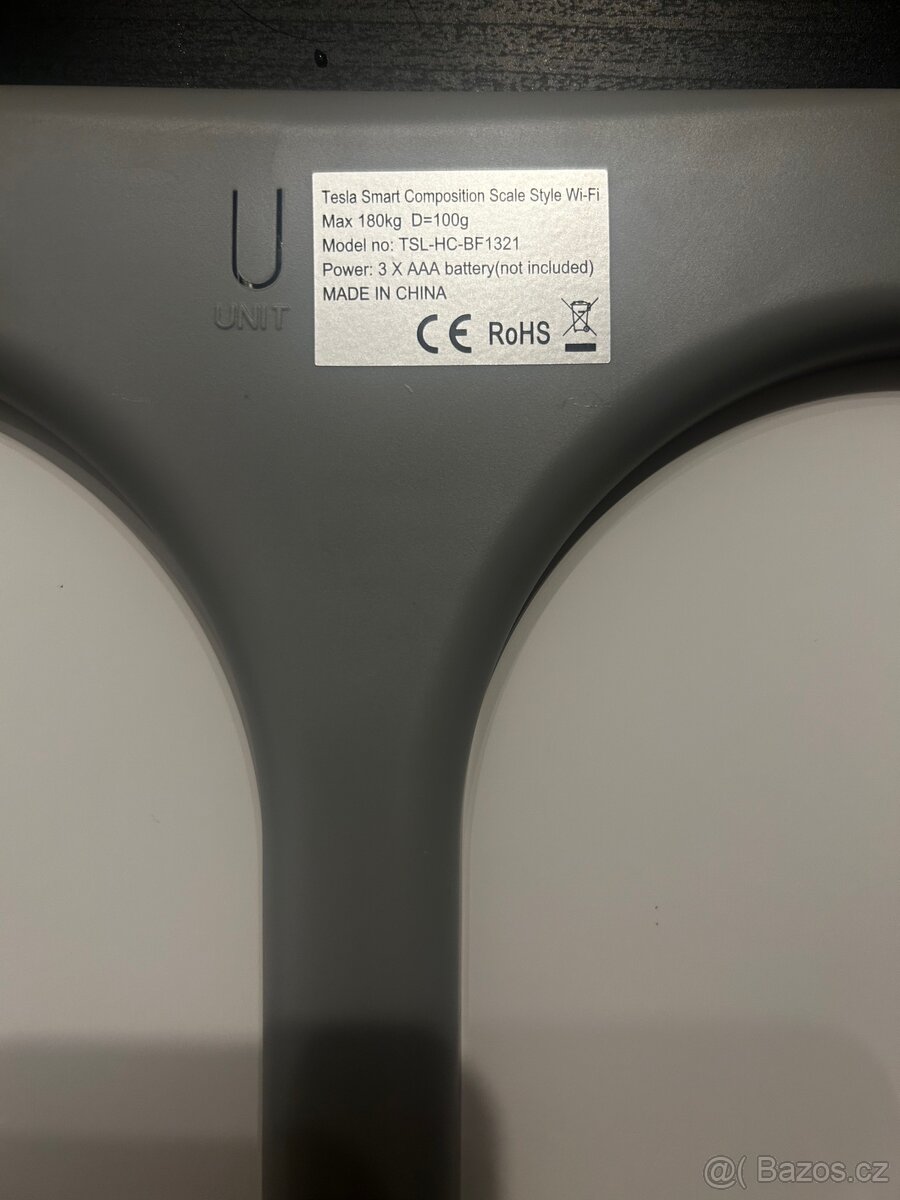 Tesla Smart Composition Scale Style Wi-Fi
Max 180kg D=100g
Model no: TSL-HC-BF1321
Power: 3 X AAA battery(not included)
MADE IN CHINA
CE RoHS
UNIT
@( Bazos.cz